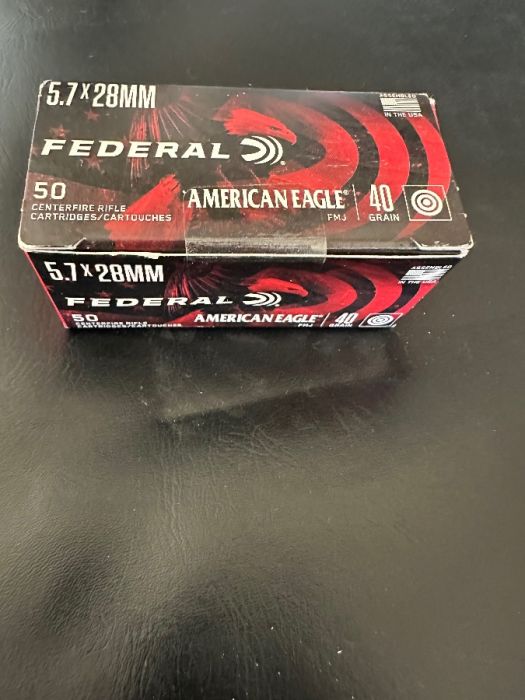 5.7x28MM
ASSEMBLED
IN THE USA
FEDERAL
50
CENTERFIRE RIFLE
CARTRIDGES/CARTOUCHES
AMERICAN EAGLE®
FMJ
40
GRAIN
5.7x28MM
ASSEMBLED
IN THE USA
FEDERAL
50
CENTERFIRE RIFLE
CARTRIDGES/CARTOUCHES
AMERICAN EAGLE®
FMJ
40
GRAIN